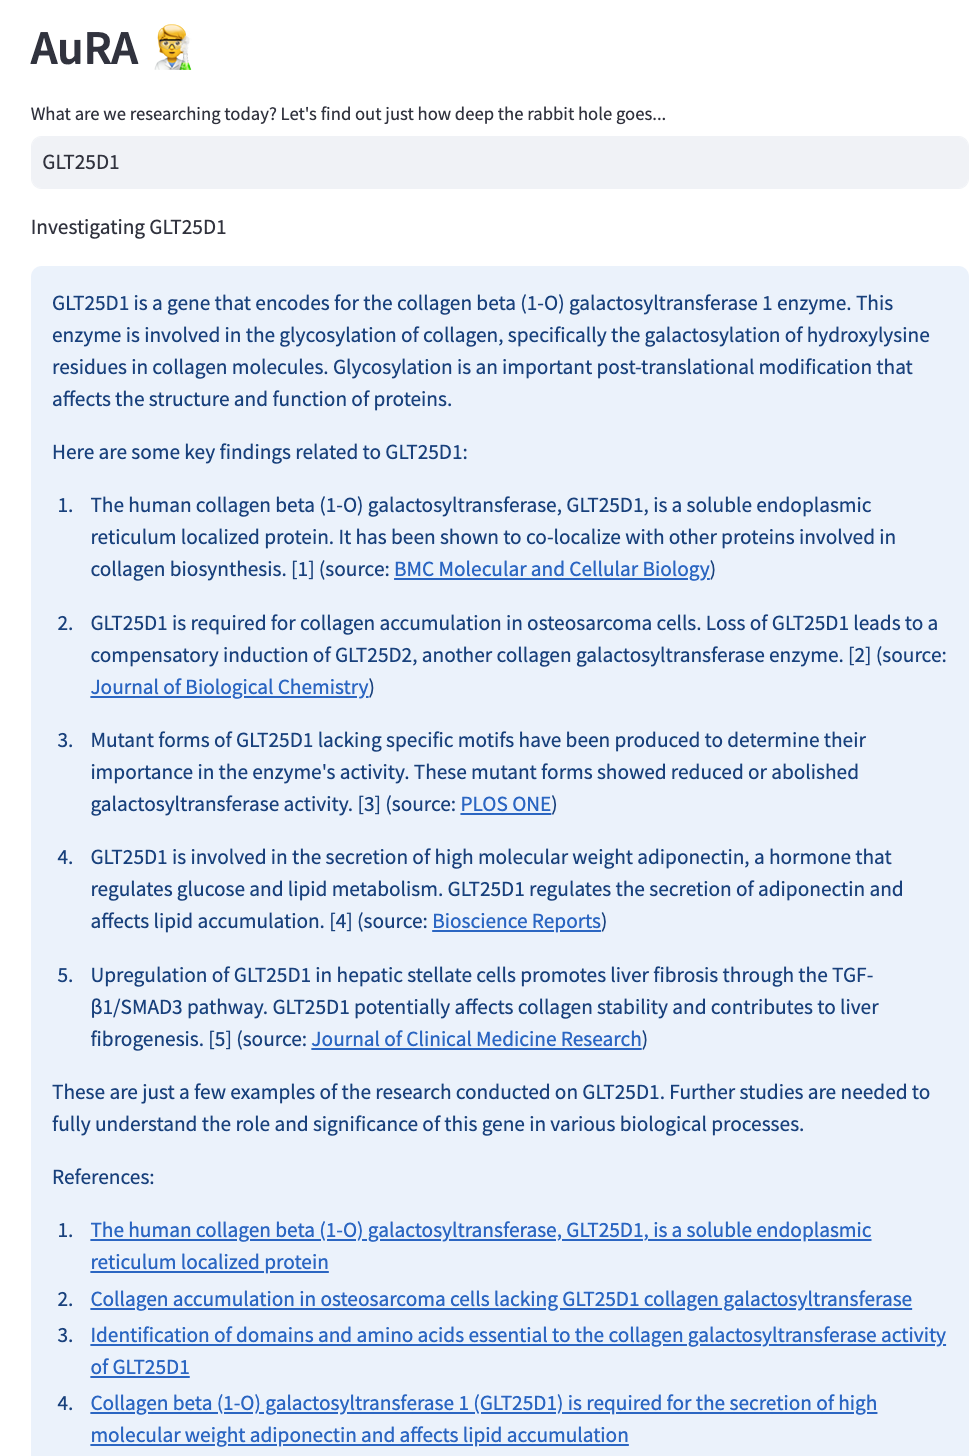 AuRA
What are we researching today? Let's find out just how deep the rabbit hole goes...
GLT25D1
Investigating GLT25D1
GLT25D1 is a gene that encodes for the collagen beta (1-O) galactosyltransferase 1 enzyme. This
enzyme is involved in the glycosylation of collagen, specifically the galactosylation of hydroxylysine
residues in collagen molecules. Glycosylation is an important post-translational modification that
affects the structure and function of proteins.
Here are some key findings related to GLT25D1:
1. The human collagen beta (1-O) galactosyltransferase, GLT25D1, is a soluble endoplasmic
reticulum localized protein. It has been shown to co-localize with other proteins involved in
collagen biosynthesis. [1] (source: BMC Molecular and Cellular Biology)
2. GLT25D1 is required for collagen accumulation in osteosarcoma cells. Loss of GLT25D1 leads to a
compensatory induction of GLT25D2, another collagen galactosyltransferase enzyme. [2] (source:
Journal of Biological Chemistry)
3. Mutant forms of GLT25D1 lacking specific motifs have been produced to determine their
importance in the enzyme's activity. These mutant forms showed reduced or abolished
galactosyltransferase activity. [3] (source: PLOS ONE)
4. GLT25D1 is involved in the secretion of high molecular weight adiponectin, a hormone that
regulates glucose and lipid metabolism. GLT25D1 regulates the secretion of adiponectin and
affects lipid accumulation. [4] (source: Bioscience Reports)
5. Upregulation of GLT25D1 in hepatic stellate cells promotes liver fibrosis through the TGF-
β1/SMAD3 pathway. GLT25D1 potentially affects collagen stability and contributes to liver
fibrogenesis. [5] (source: Journal of Clinical Medicine Research)
These are just a few examples of the research conducted on GLT25D1. Further studies are needed to
fully understand the role and significance of this gene in various biological processes.
References:
1. The human collagen beta (1-O) galactosyltransferase, GLT25D1, is a soluble endoplasmic
reticulum localized protein
2. Collagen accumulation in osteosarcoma cells lacking GLT25D1 collagen galactosyltransferase
3. Identification of domains and amino acids essential to the collagen galactosyltransferase activity
of GLT25D1
4. Collagen beta (1-O) galactosyltransferase 1 (GLT25D1) is required for the secretion of high
molecular weight adiponectin and affects lipid accumulation